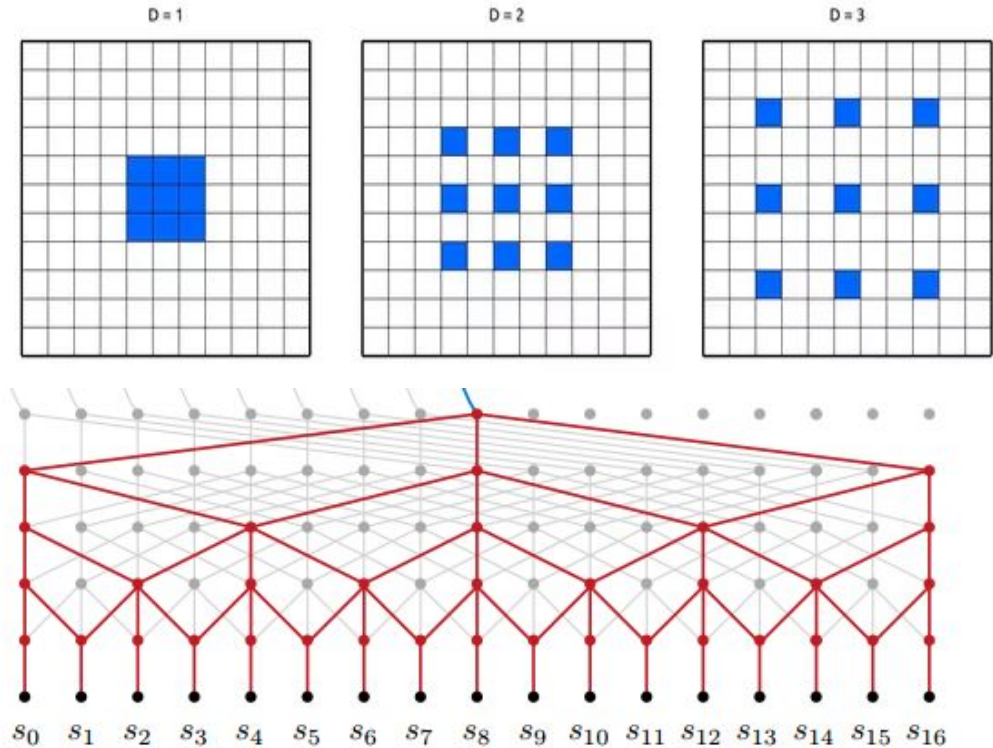 D = 1 D = 2 D = 3
s0 s1 s2 s3 s4 s5 s6 s7 s8 s9 s10 s11 s12 s13 s14 s15 s16